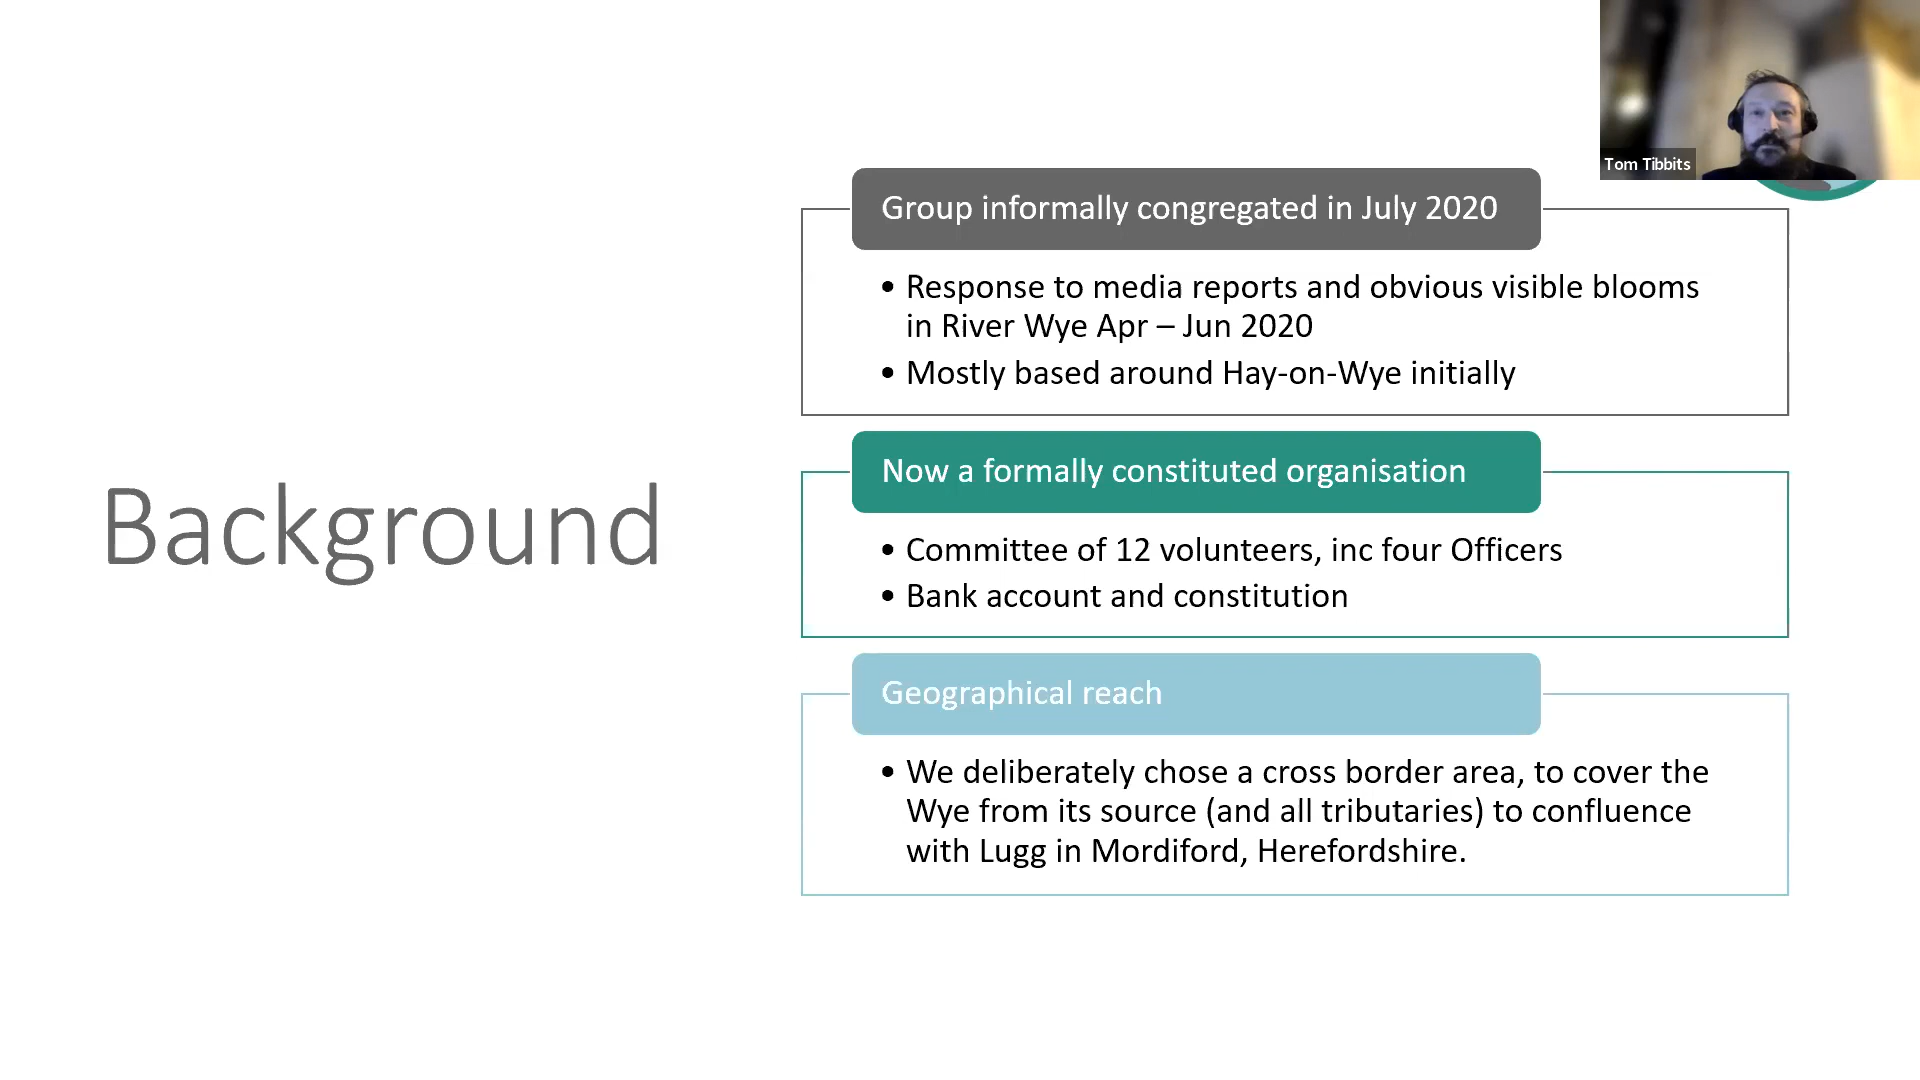 Tom Tibbits
Background
Group informally congregated in July 2020
• Response to media reports and obvious visible blooms
in River Wye Apr – Jun 2020
• Mostly based around Hay-on-Wye initially
Now a formally constituted organisation
• Committee of 12 volunteers, inc four Officers
• Bank account and constitution
Geographical reach
• We deliberately chose a cross border area, to cover the
Wye from its source (and all tributaries) to confluence
with Lugg in Mordiford, Herefordshire.